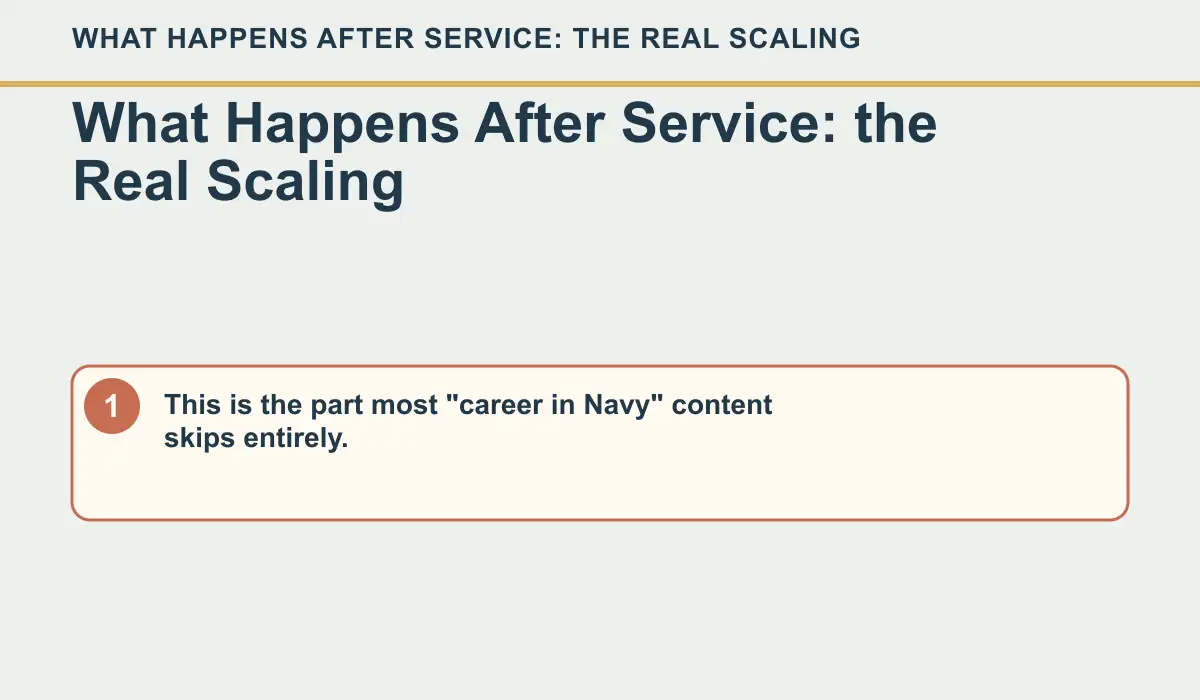 WHAT HAPPENS AFTER SERVICE: THE REAL SCALING
What Happens After Service: the
Real Scaling
1
This is the part most "career in Navy" content
skips entirely.